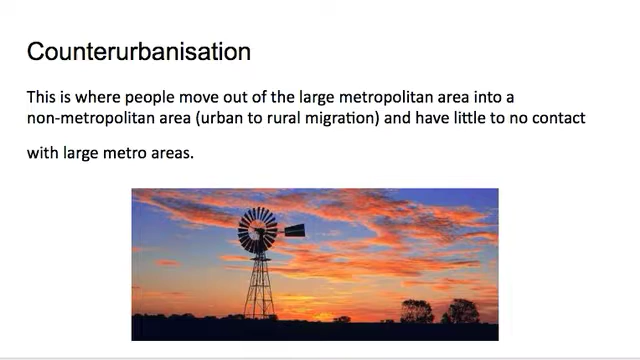 Counterurbanisation
This is where people move out of the large metropolitan area into a
non-metropolitan area (urban to rural migration) and have little to no contact
with large metro areas.